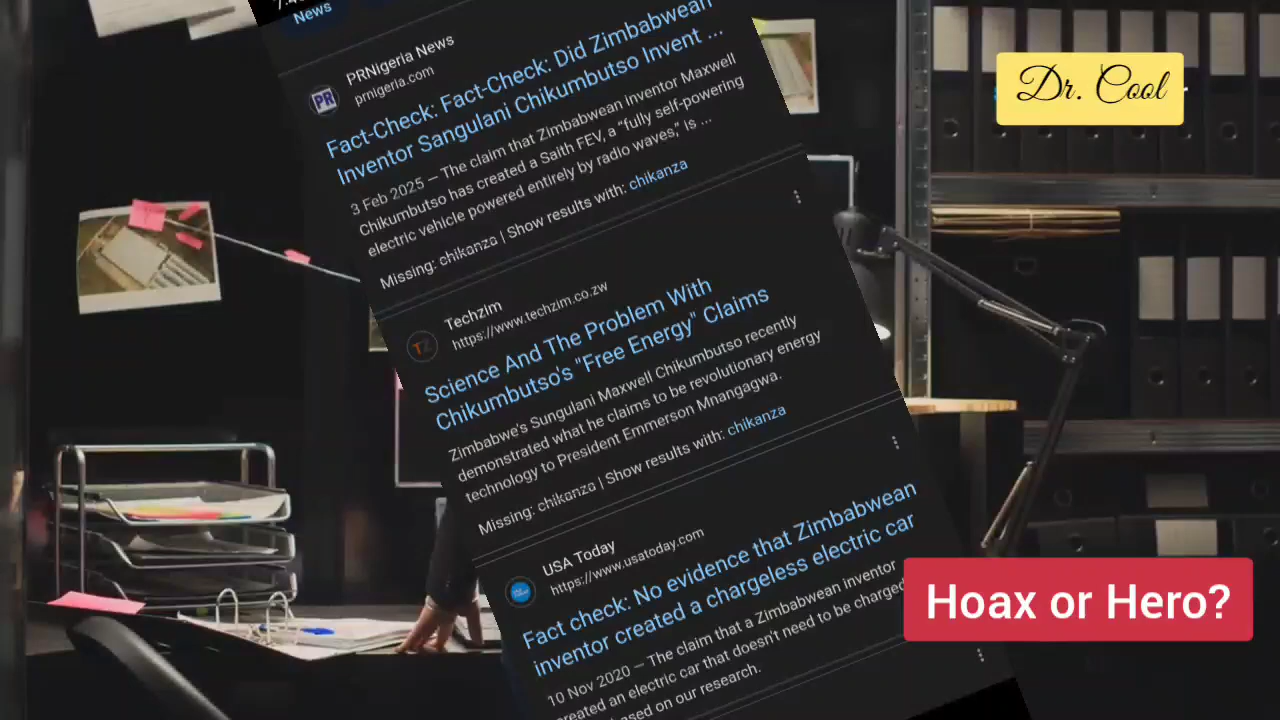 News
PRNigeria News
prnigeria.com
Fact-Check: Fact-Check: Did Zimbabwean
Inventor Sangulani Chikumbutso Invent ...
3 Feb 2025 — The claim that Zimbabwean inventor Maxwell
Chikumbutso has created a Saith FEV, a “fully self-powering
electric vehicle powered entirely by radio waves,” is ...
Missing: chikanza | Show results with: chikanza
Techzim
https://www.techzim.co.zw
Science And The Problem With
Chikumbutso's "Free Energy" Claims
Zimbabwe's Sungulani Maxwell Chikumbutso recently
demonstrated what he claims to be revolutionary energy
technology to President Emmerson Mnangagwa.
Missing: chikanza | Show results with: chikanza
USA Today
https://www.usatoday.com
Fact check: No evidence that Zimbabwean
inventor created a chargeless electric car
10 Nov 2020 — The claim that a Zimbabwean inventor
created an electric car that doesn't need to be charged
based on our research.
Dr. Cool
Hoax or Hero?